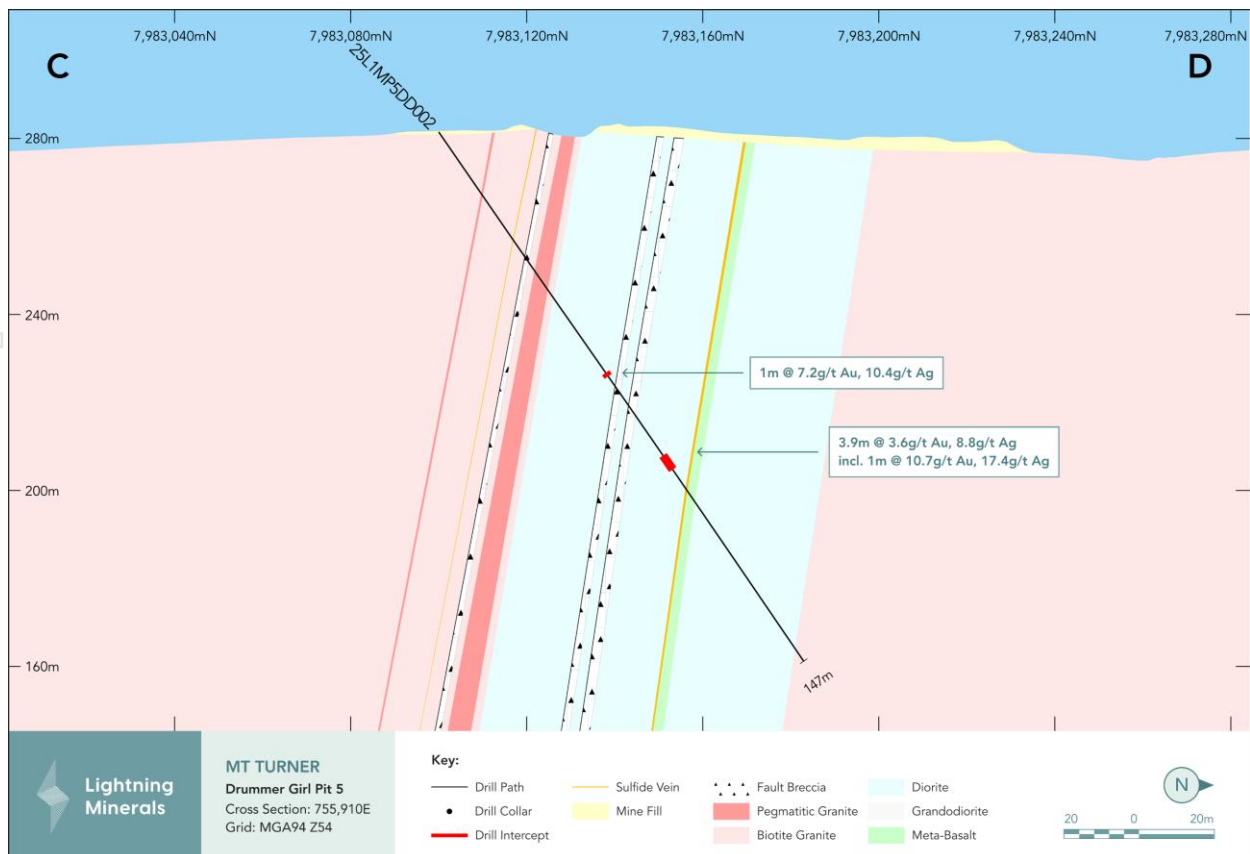 7,983,040mN
7,983,080mN
7,983,120mN
7,983,160mN
7,983,200mN
7,983,240mN
7,983,280mN
C
D
25L1MP5DD002
280m
240m
1m @ 7.2g/t Au, 10.4g/t Ag
3.9m @ 3.6g/t Au, 8.8g/t Ag
incl. 1m @ 10.7g/t Au, 17.4g/t Ag
200m
160m
147m
Lightning
Minerals
MT TURNER
Drummer Girl Pit 5
Cross Section: 755,910E
Grid: MGA94 Z54
Key:
Drill Path
Drill Collar
Drill Intercept
Sulfide Vein
Mine Fill
Fault Breccia
Pegmatitic Granite
Biotite Granite
Diorite
Grandodiorite
Meta-Basalt
N
20 0 20m